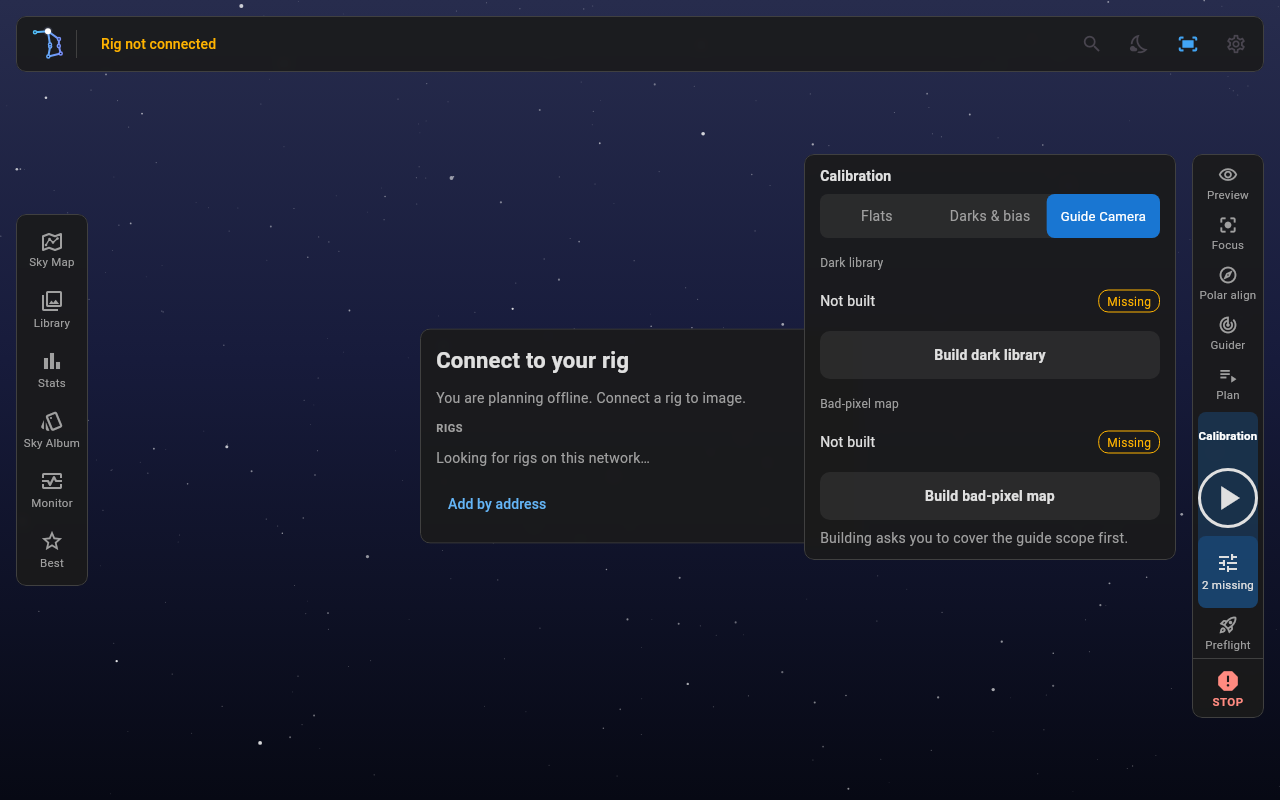 Rig not connected
Sky Map
Library
Stats
Sky Album
Monitor
Best
Connect to your rig
You are planning offline. Connect a rig to image.
RIGS
Looking for rigs on this network…
Add by address
Calibration
Flats
Darks & bias
Guide Camera
Dark library
Not built
Missing
Build dark library
Bad-pixel map
Not built
Missing
Build bad-pixel map
Building asks you to cover the guide scope first.
Preview
Focus
Polar align
Guider
Plan
Calibration
2 missing
Preflight
STOP